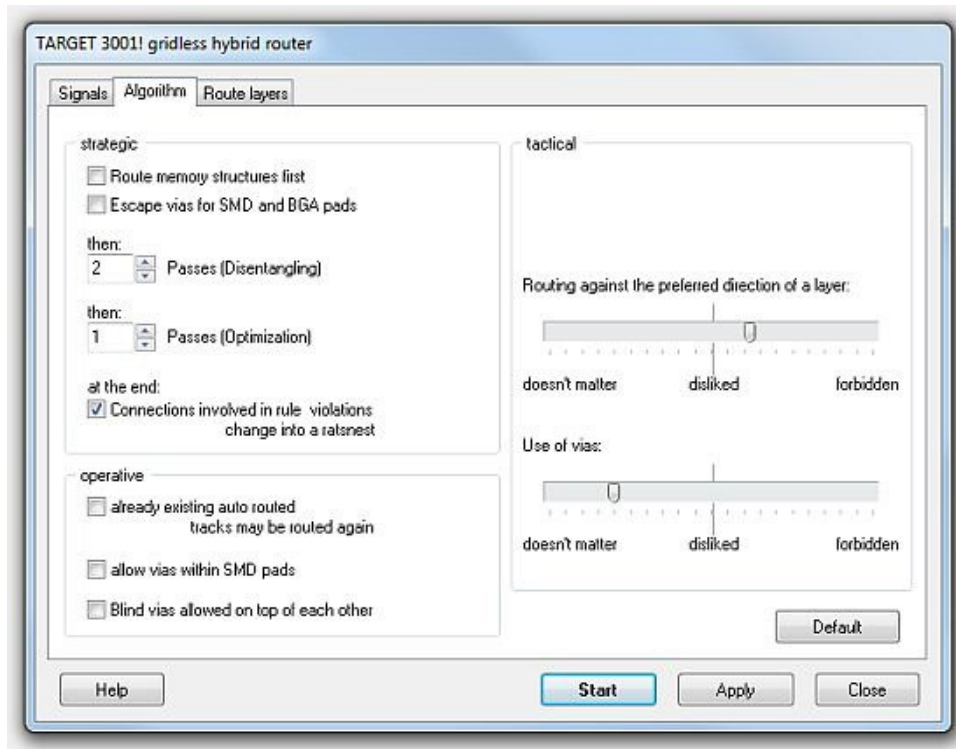 TARGET 3001! gridless hybrid router
Signals
Algorithm
Route layers
strategic
Route memory structures first
Escape vias for SMD and BGA pads
then:
2
Passes (Disentangling)
then:
1
Passes (Optimization)
at the end:
Connections involved in rule violations
change into a ratsnest
operative
already existing auto routed
tracks may be routed again
allow vias within SMD pads
Blind vias allowed on top of each other
tactical
Routing against the preferred direction of a layer:
doesn't matter
disliked
forbidden
Use of vias:
doesn't matter
disliked
forbidden
Default
Help
Start
Apply
Close